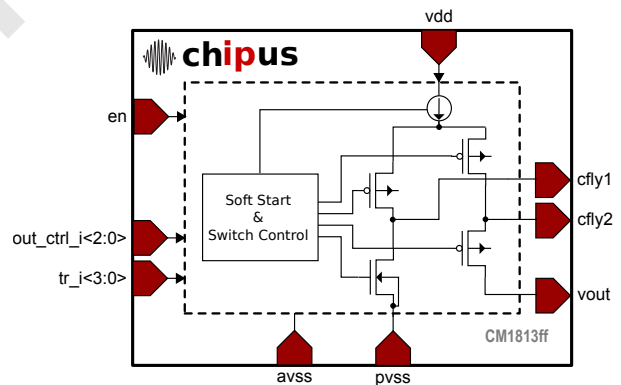 vdd
chipus
en
cfly1
Soft Start
&
Switch Control
cfly2
out_ctrl_i<2:0>
tr_i<3:0>
vout
CM1813ff
avss
pvss